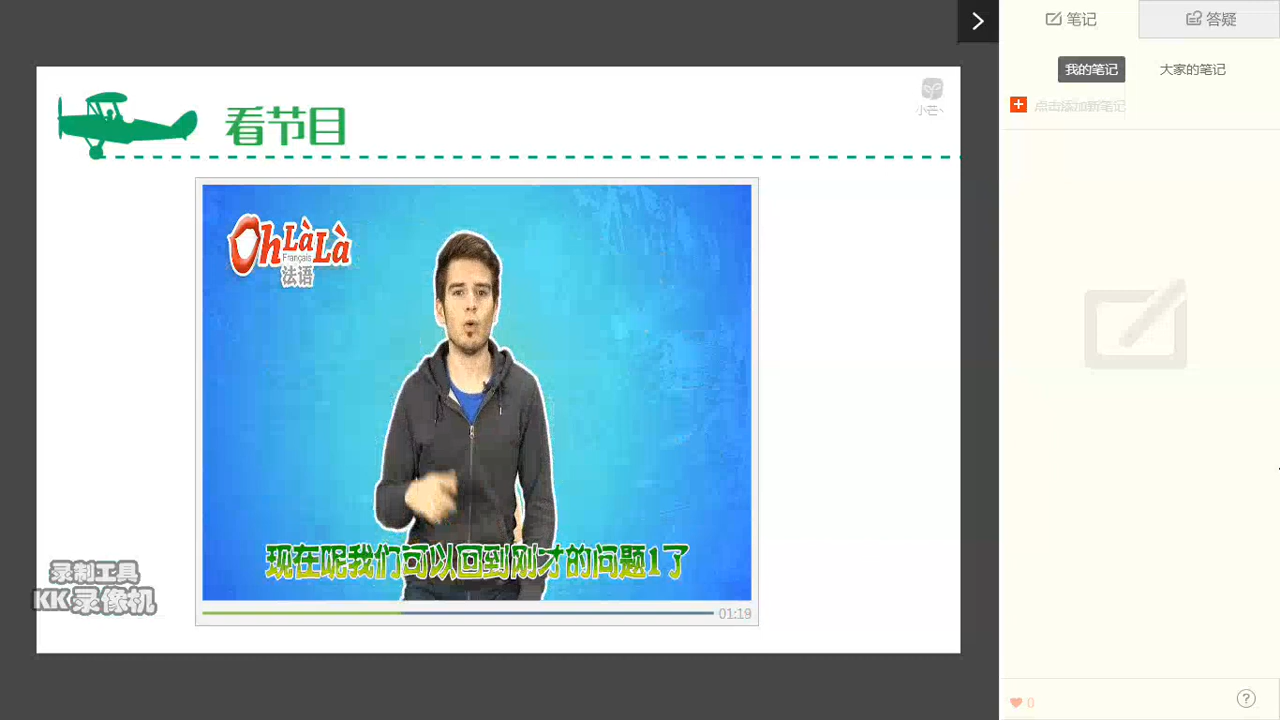 笔记
答疑
我的笔记
大家的笔记
点击添加新笔记
看节目
OhLàLà
Français
法语
现在呢我们可以回到刚才的问题1了
01:19
录制工具
KK录像机
0